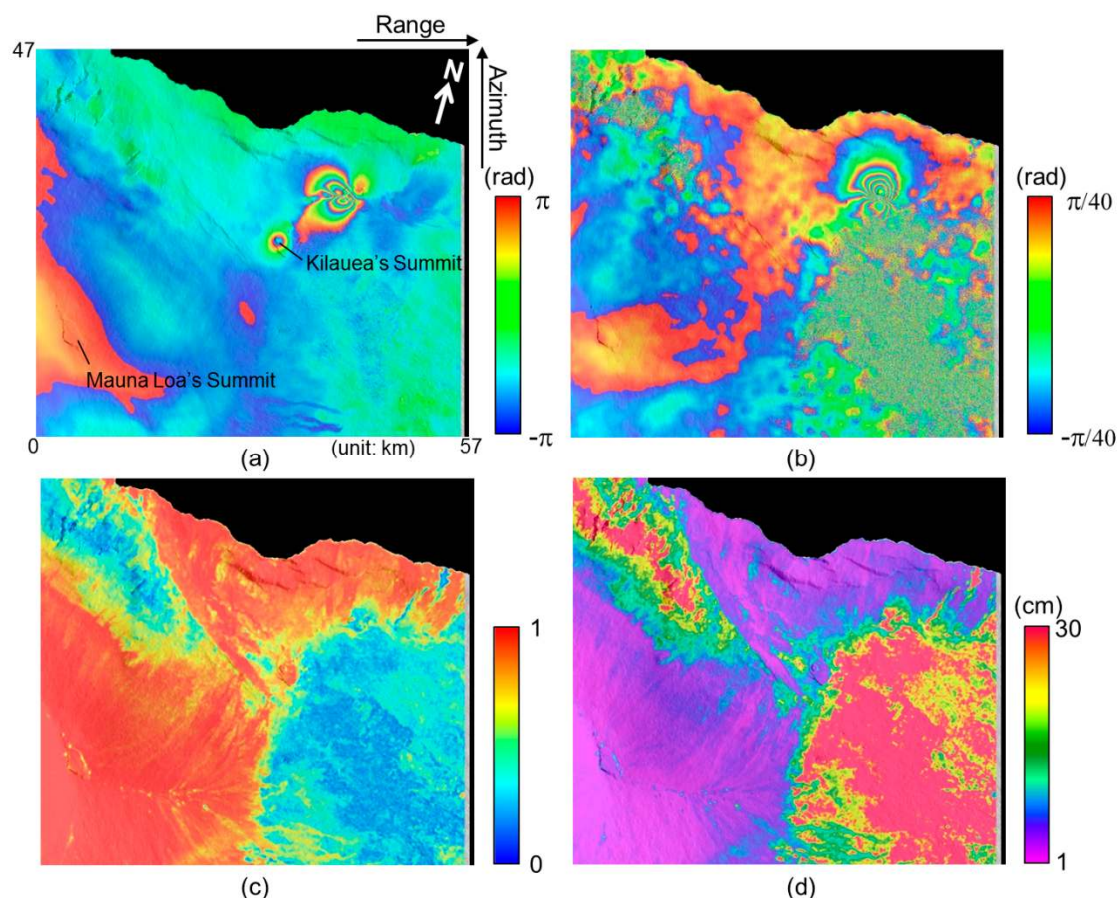 Range
47
N
Azimuth
(rad)
(rad)
π
π/40
Kilauea's Summit
Mauna Loa's Summit
-π
-π/40
0
(unit: km)
57
(a)
(b)
1
(cm)
30
0
1
(c)
(d)